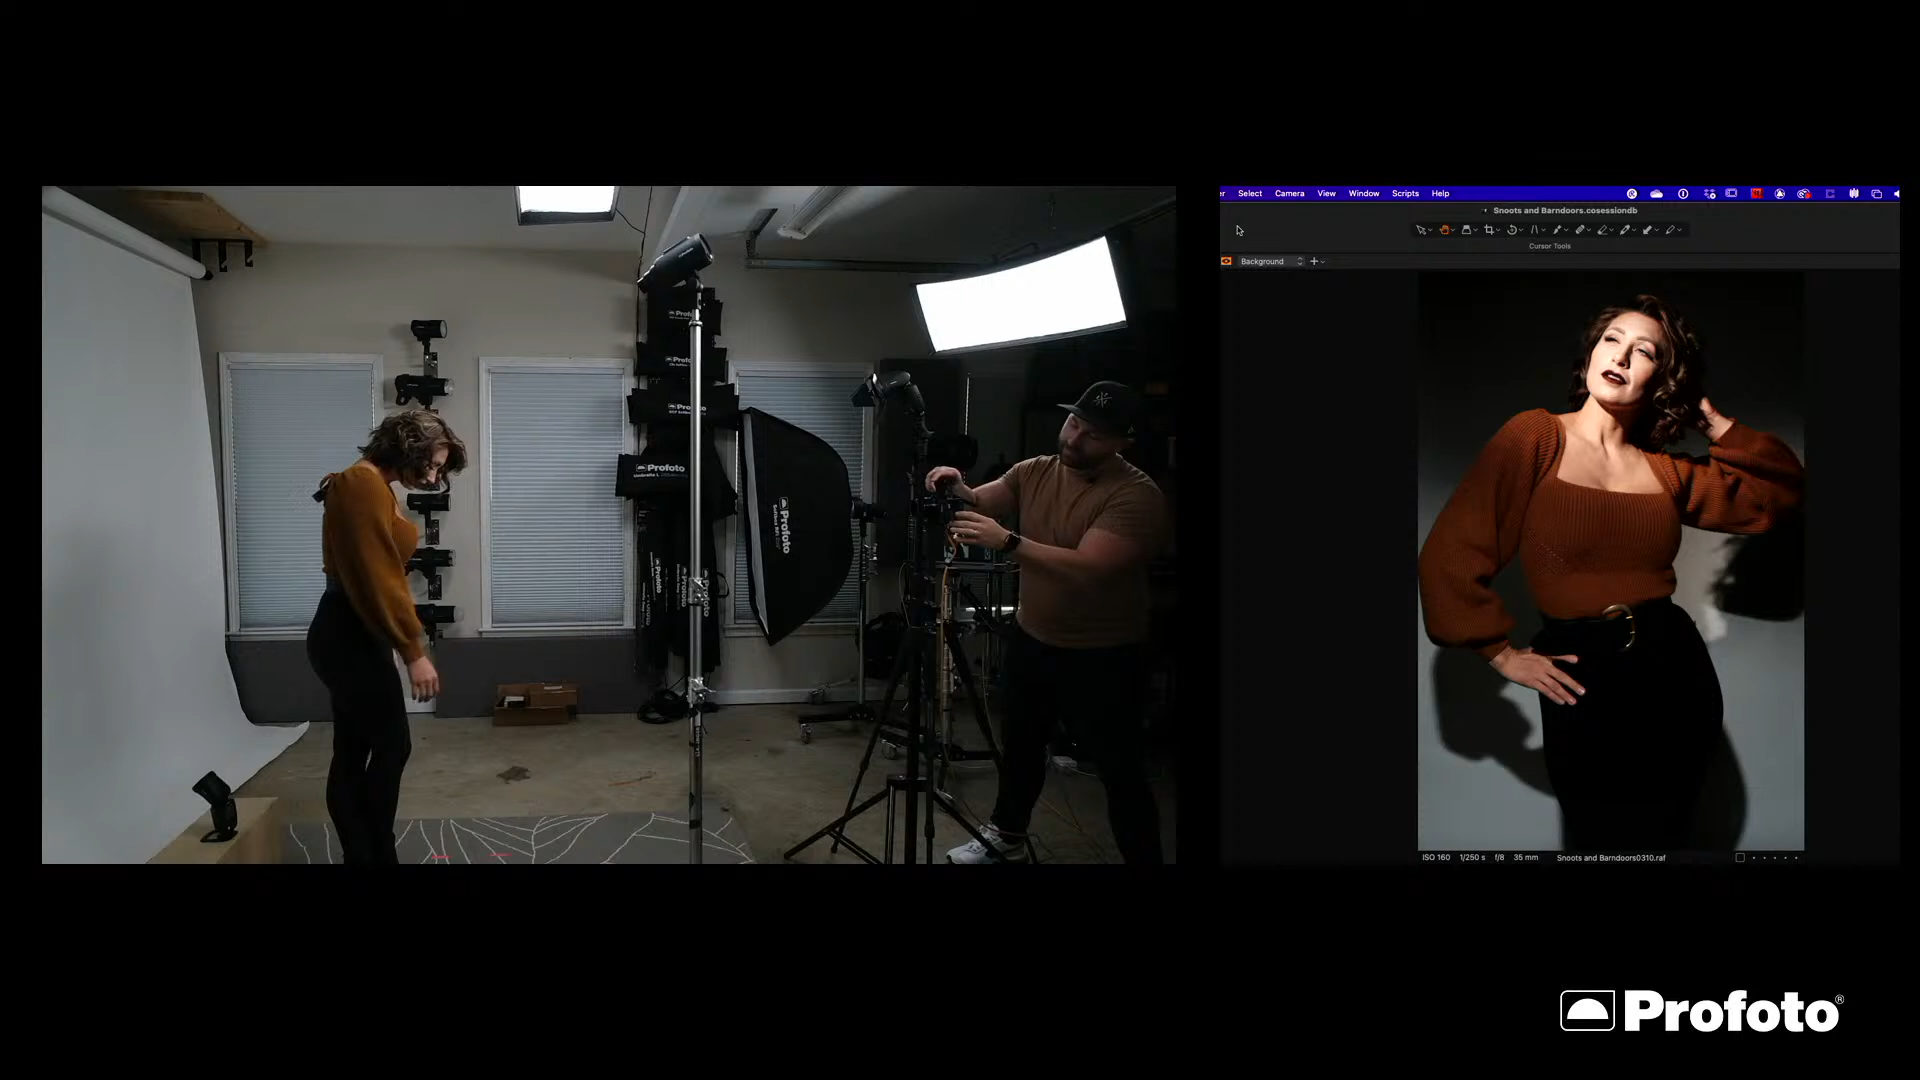 Select Camera View Window Scripts Help
Snoots and Barndoors.cosessiondb
Cursor Tools
Background
Profoto
Profoto
Profoto
Profoto
Profoto
ISO 160 1/250 s f/8 35 mm Snoots and Barndoors0310.raf
Profoto®